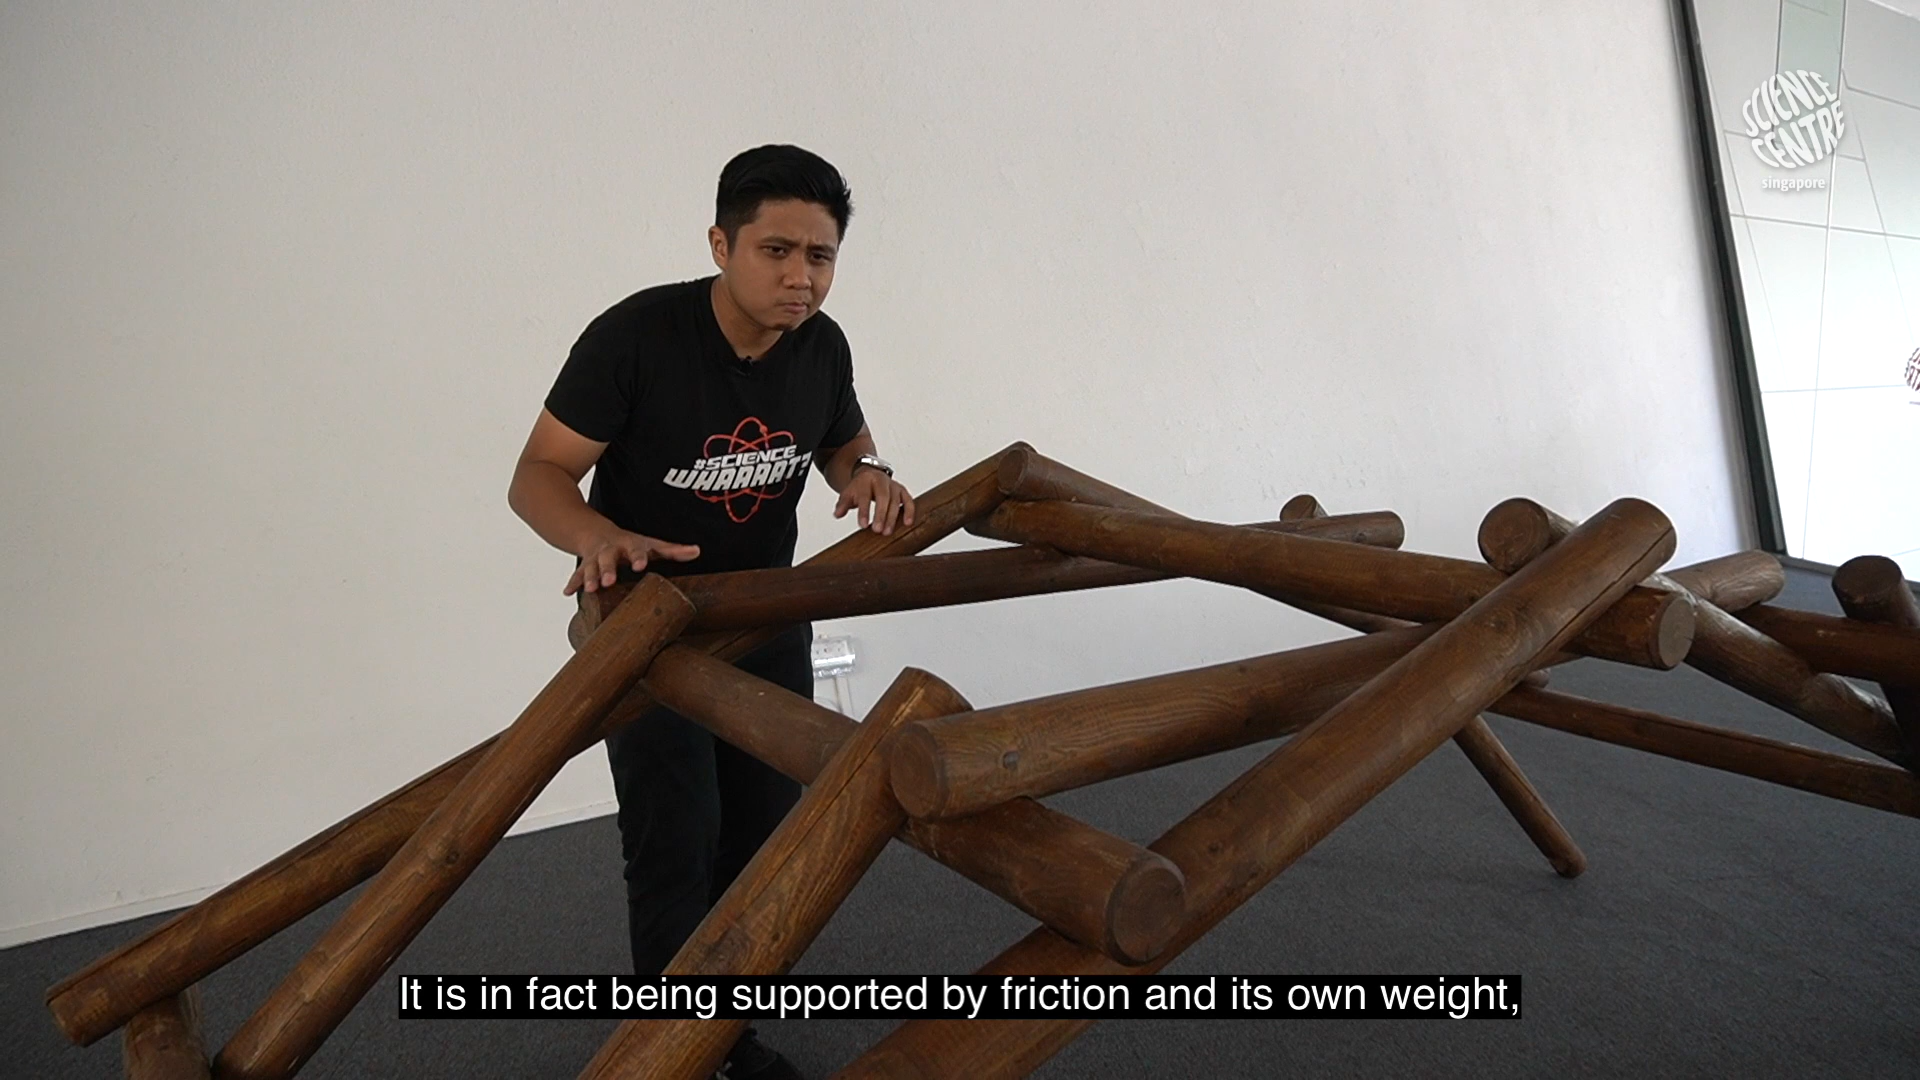 SCIENCE
CENTRE
singapore
#SCIENCE
WHAAAAT?
It is in fact being supported by friction and its own weight,